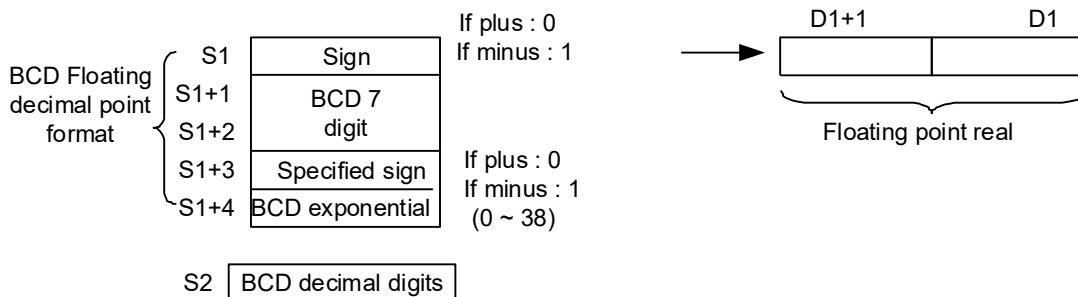 If plus : 0
If minus : 1
D1+1 D1
BCD Floating
decimal point
format
S1 Sign
S1+1
S1+2
BCD 7
digit
Floating point real
S1+3 Specified sign
If plus : 0
If minus : 1
(0 ~ 38)
S1+4 BCD exponential
S2 BCD decimal digits